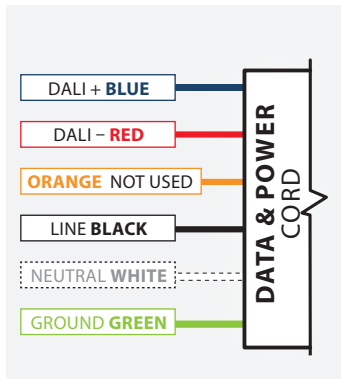 DALI + BLUE
DALI – RED
ORANGE NOT USED
LINE BLACK
NEUTRAL WHITE
GROUND GREEN
DATA & POWER
CORD